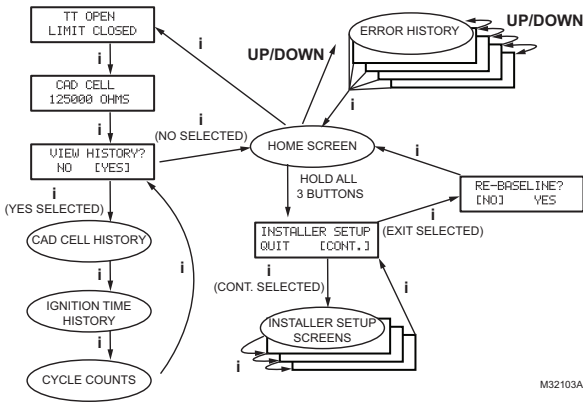 TT OPEN
LIMIT CLOSED
i
CAD CELL
125000 OHMS
i
VIEW HISTORY?
NO [YES]
i
(YES SELECTED)
CAD CELL HISTORY
i
IGNITION TIME
HISTORY
i
CYCLE COUNTS
i
i
(NO SELECTED)
i
UP/DOWN
ERROR HISTORY
UP/DOWN
i
HOME SCREEN
HOLD ALL
3 BUTTONS
i
RE-BASELINE?
[NO] YES
INSTALLER SETUP
QUIT [CONT.]
i
(EXIT SELECTED)
i
(CONT. SELECTED)
i
INSTALLER SETUP
SCREENS
i
M32103A